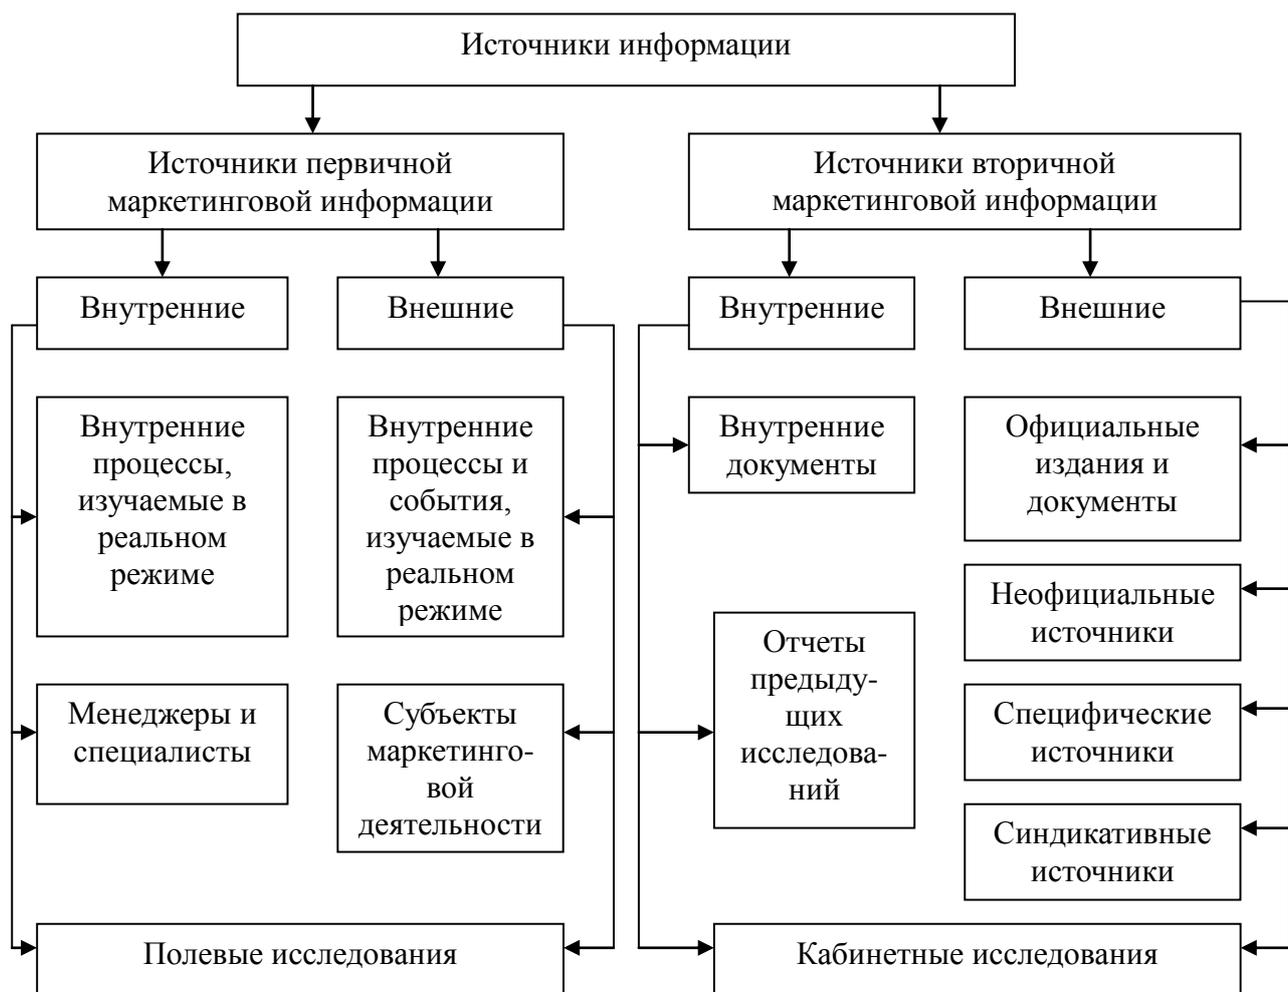 Источники информации
Источники первичной
маркетинговой информации
Источники вторичной
маркетинговой информации
Внутренние
Внешние
Внутренние
Внешние
Внутренние
процессы,
изучаемые в
реальном
режиме
Внутренние
процессы и
события,
изучаемые в
реальном
режиме
Внутренние
документы
Официальные
издания и
документы
Неофициальные
источники
Отчеты
предыду-
щих
исследова-
ний
Менеджеры и
специалисты
Субъекты
маркетинго-
вой
деятельности
Специфические
источники
Синдикативные
источники
Полевые исследования
Кабинетные исследования